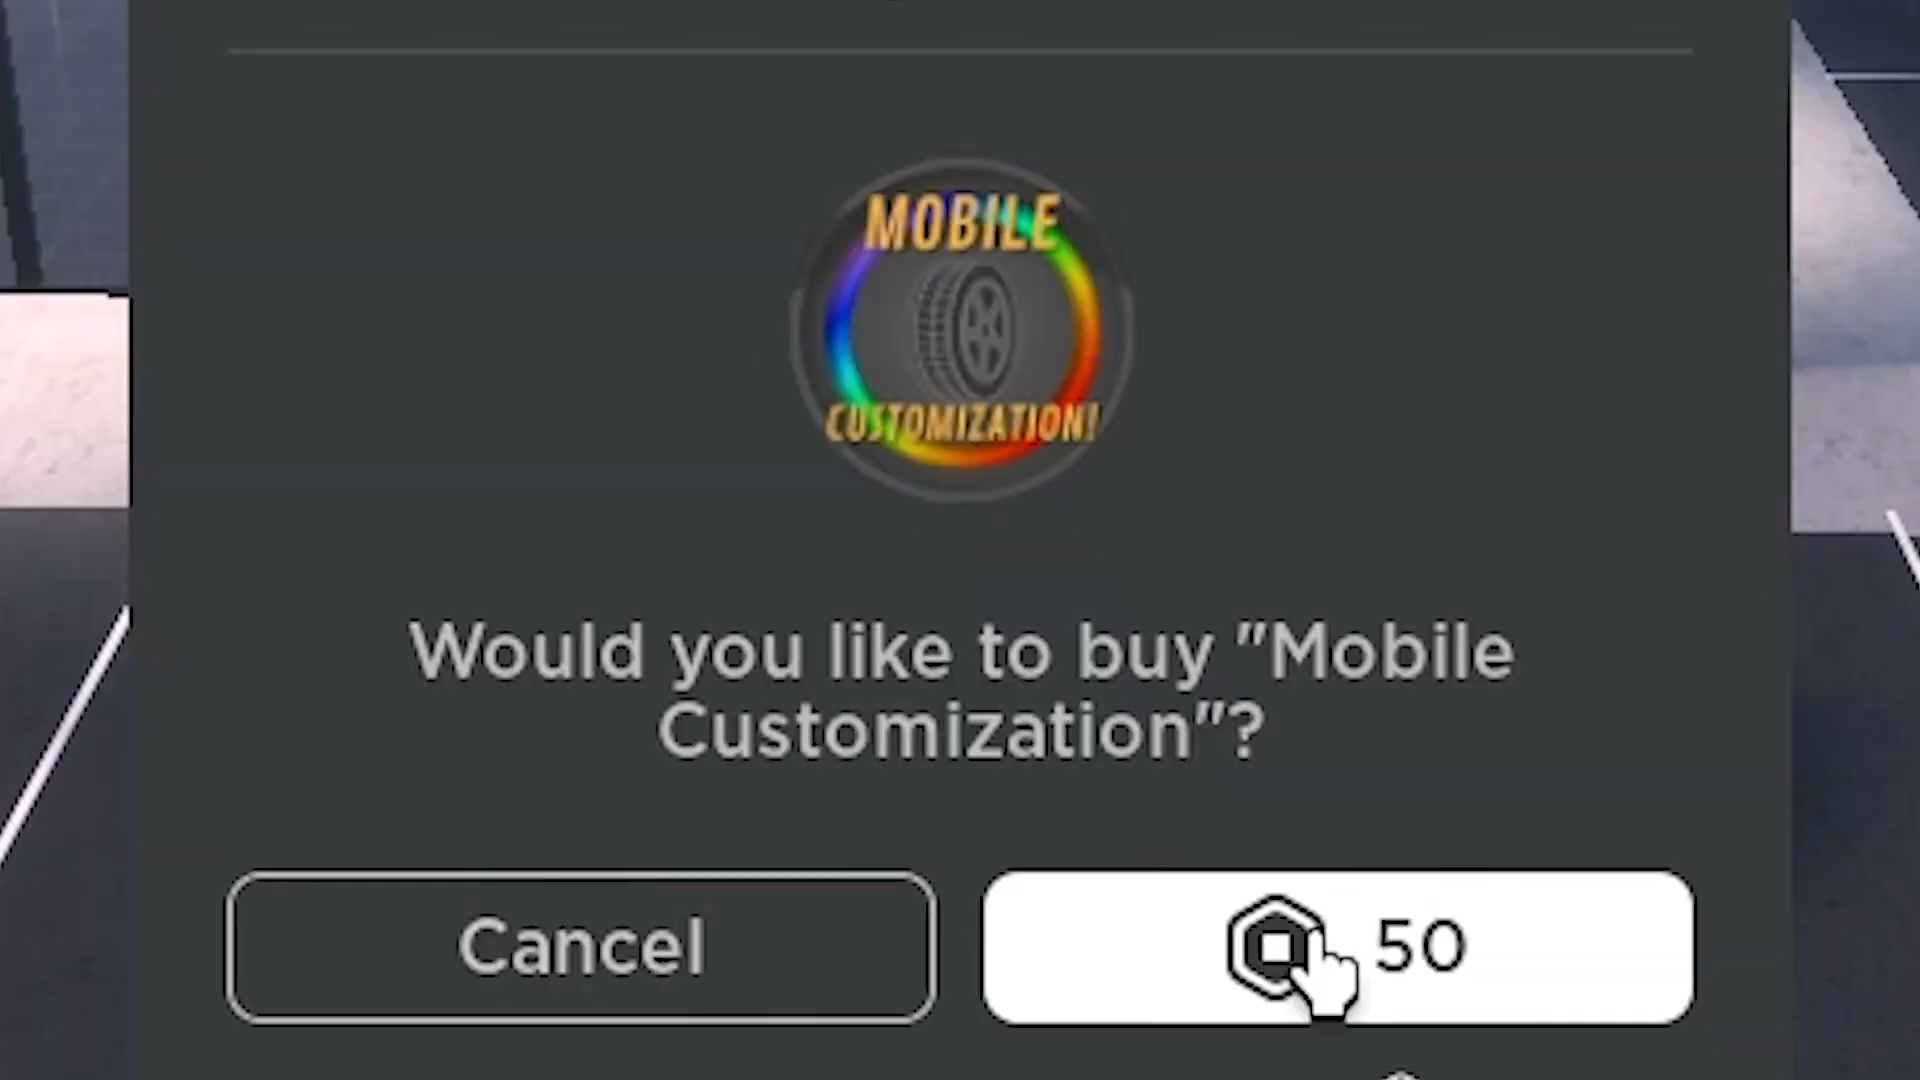 MOBILE
CUSTOMIZATION!
Would you like to buy "Mobile
Customization"?
Cancel
50